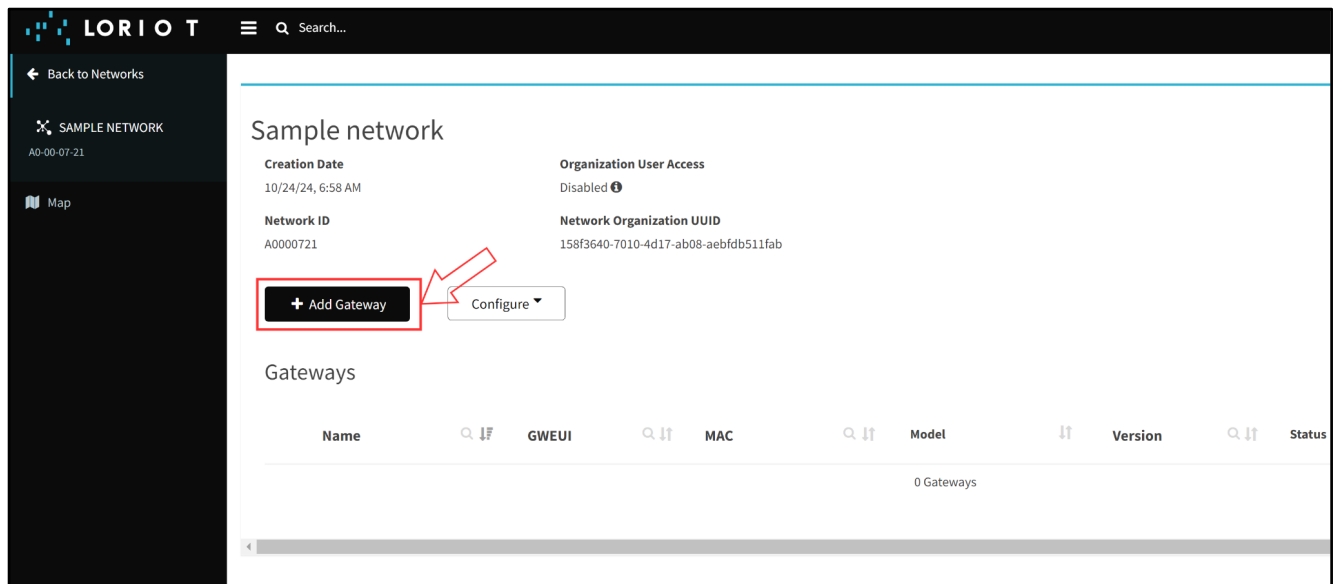 LORIOT Search...
Back to Networks
SAMPLE NETWORK
A0-00-07-21
Map
Sample network
Creation Date Organization User Access
10/24/24, 6:58 AM Disabled
Network ID Network Organization UUID
A0000721 158f3640-7010-4d17-ab08-aebfdb511fab
+ Add Gateway Configure
Gateways
Name GWEUI MAC Model Version Status
0 Gateways